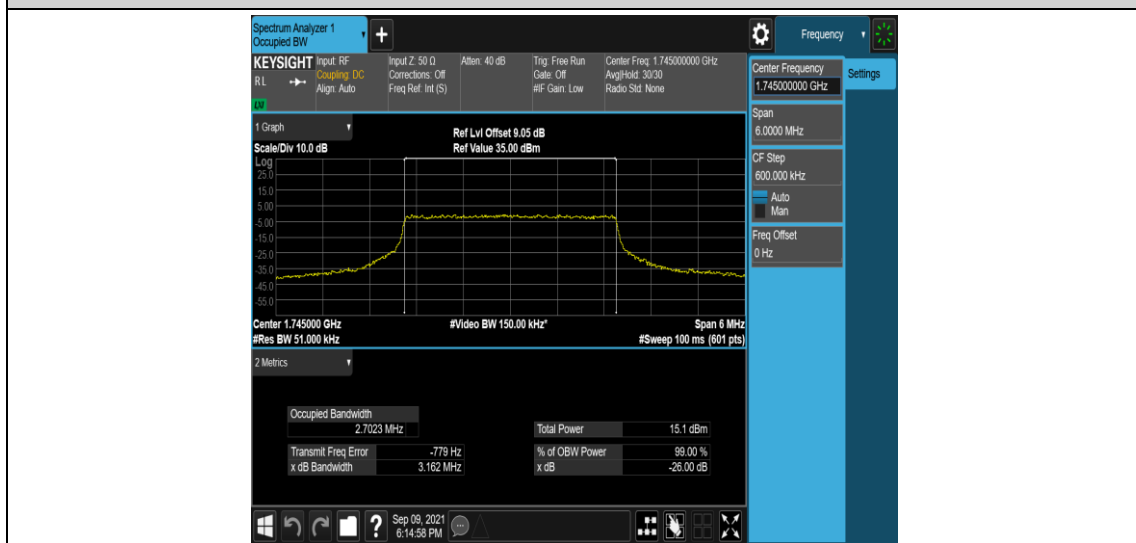 Spectrum Analyzer 1
Occupied BW
Frequency
KEYSIGHT
RL
LXI
Input: RF
Coupling: DC
Align: Auto
Input Z: 50 Ω
Corrections: Off
Freq Ref: Int (S)
Atten: 40 dB
Trig: Free Run
Gate: Off
#IF Gain: Low
Center Freq: 1.745000000 GHz
Avg|Hold: 30/30
Radio Std: None
Center Frequency
1.745000000 GHz
Settings
Span
6.0000 MHz
CF Step
600.000 kHz
Auto
Man
Freq Offset
0 Hz
1 Graph
Scale/Div 10.0 dB
Ref Lvl Offset 9.05 dB
Ref Value 35.00 dBm
Log
25.0
15.0
5.00
-5.00
-15.0
-25.0
-35.0
-45.0
-55.0
Center 1.745000 GHz
#Video BW 150.00 kHz*
Span 6 MHz
#Res BW 51.000 kHz
#Sweep 100 ms (601 pts)
2 Metrics
Occupied Bandwidth
2.7023 MHz
Total Power 15.1 dBm
Transmit Freq Error -779 Hz
% of OBW Power 99.00 %
x dB Bandwidth 3.162 MHz
x dB -26.00 dB
?
Sep 09, 2021
6:14:58 PM